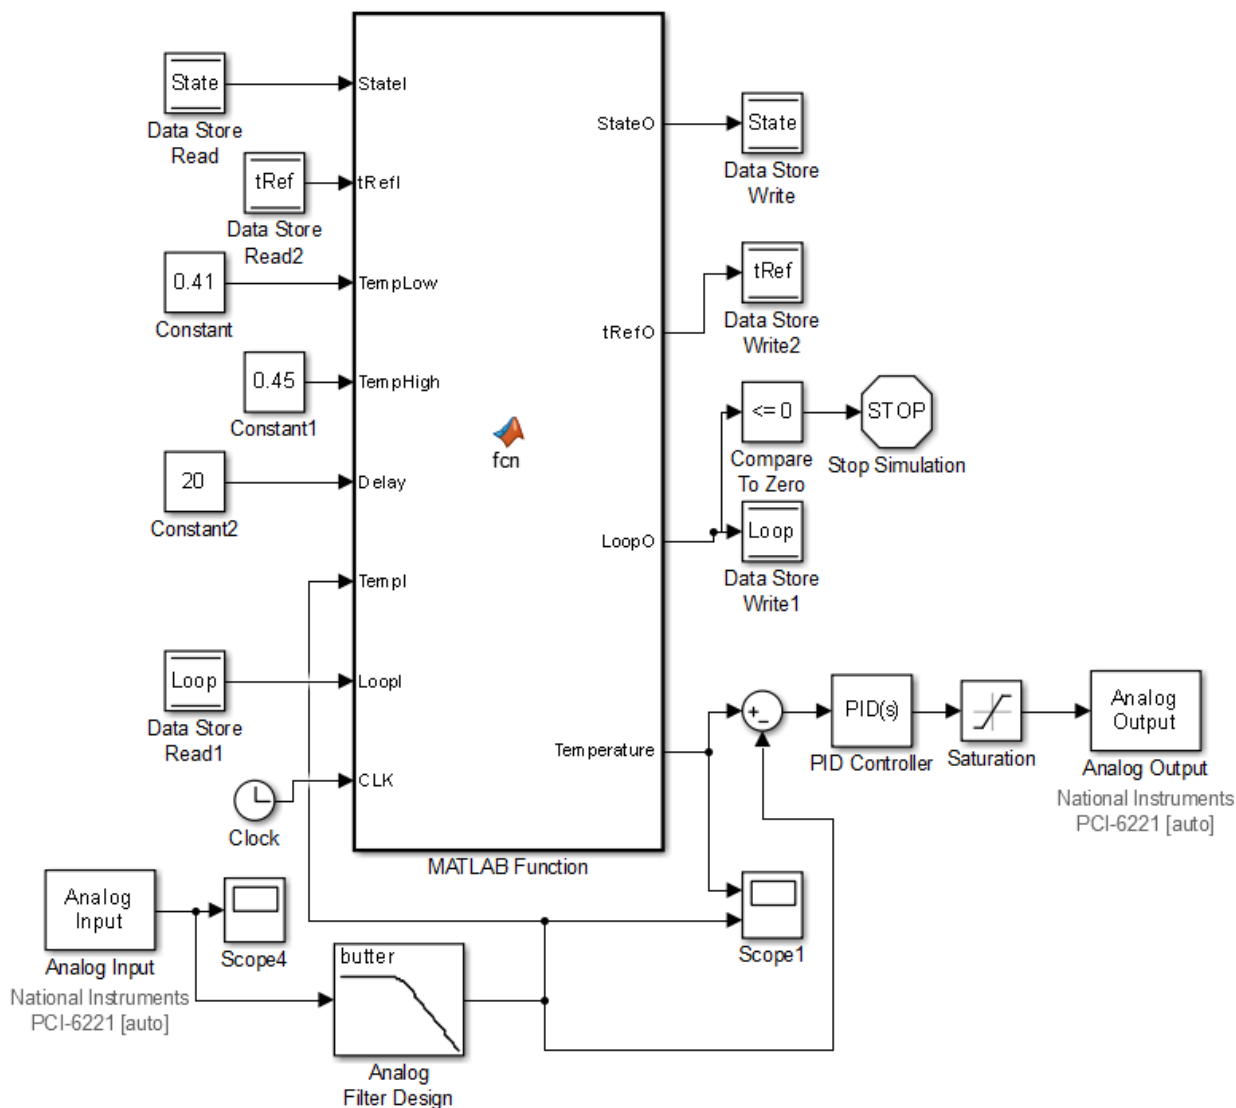 State
Data Store
Read
StateI
tRef
Data Store
Read2
tRefI
0.41
Constant
TempLow
0.45
Constant1
TempHigh
20
Constant2
Delay
TempI
Loop
Data Store
Read1
LoopI
Clock
CLK
fcn
MATLAB Function
StateO
State
Data Store
Write
tRefO
tRef
Data Store
Write2
<= 0
Compare
To Zero
STOP
Stop Simulation
LoopO
Loop
Data Store
Write1
Temperature
+
-
PID(s)
PID Controller
Saturation
Analog
Output
Analog Output
National Instruments
PCI-6221 [auto]
Scope1
Analog
Input
Analog Input
National Instruments
PCI-6221 [auto]
Scope4
butter
Analog
Filter Design